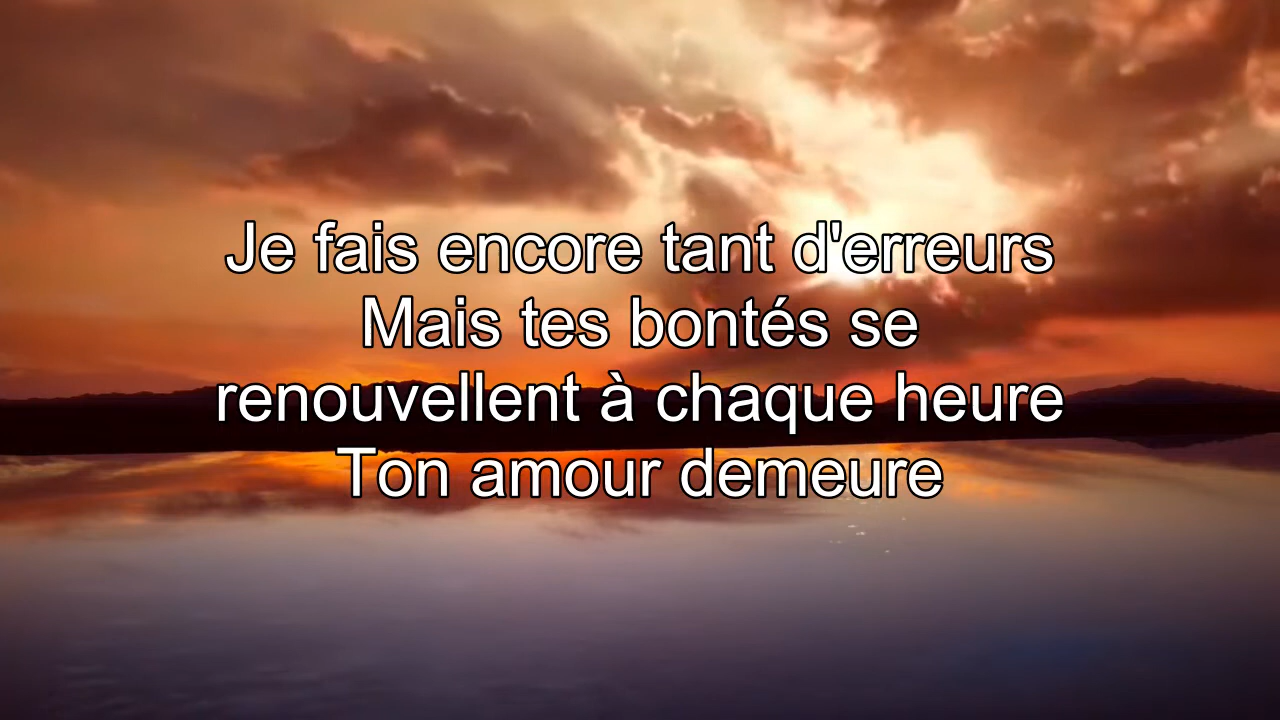 Je fais encore tant d'erreurs
Mais tes bontés se
renouvellent à chaque heure
Ton amour demeure